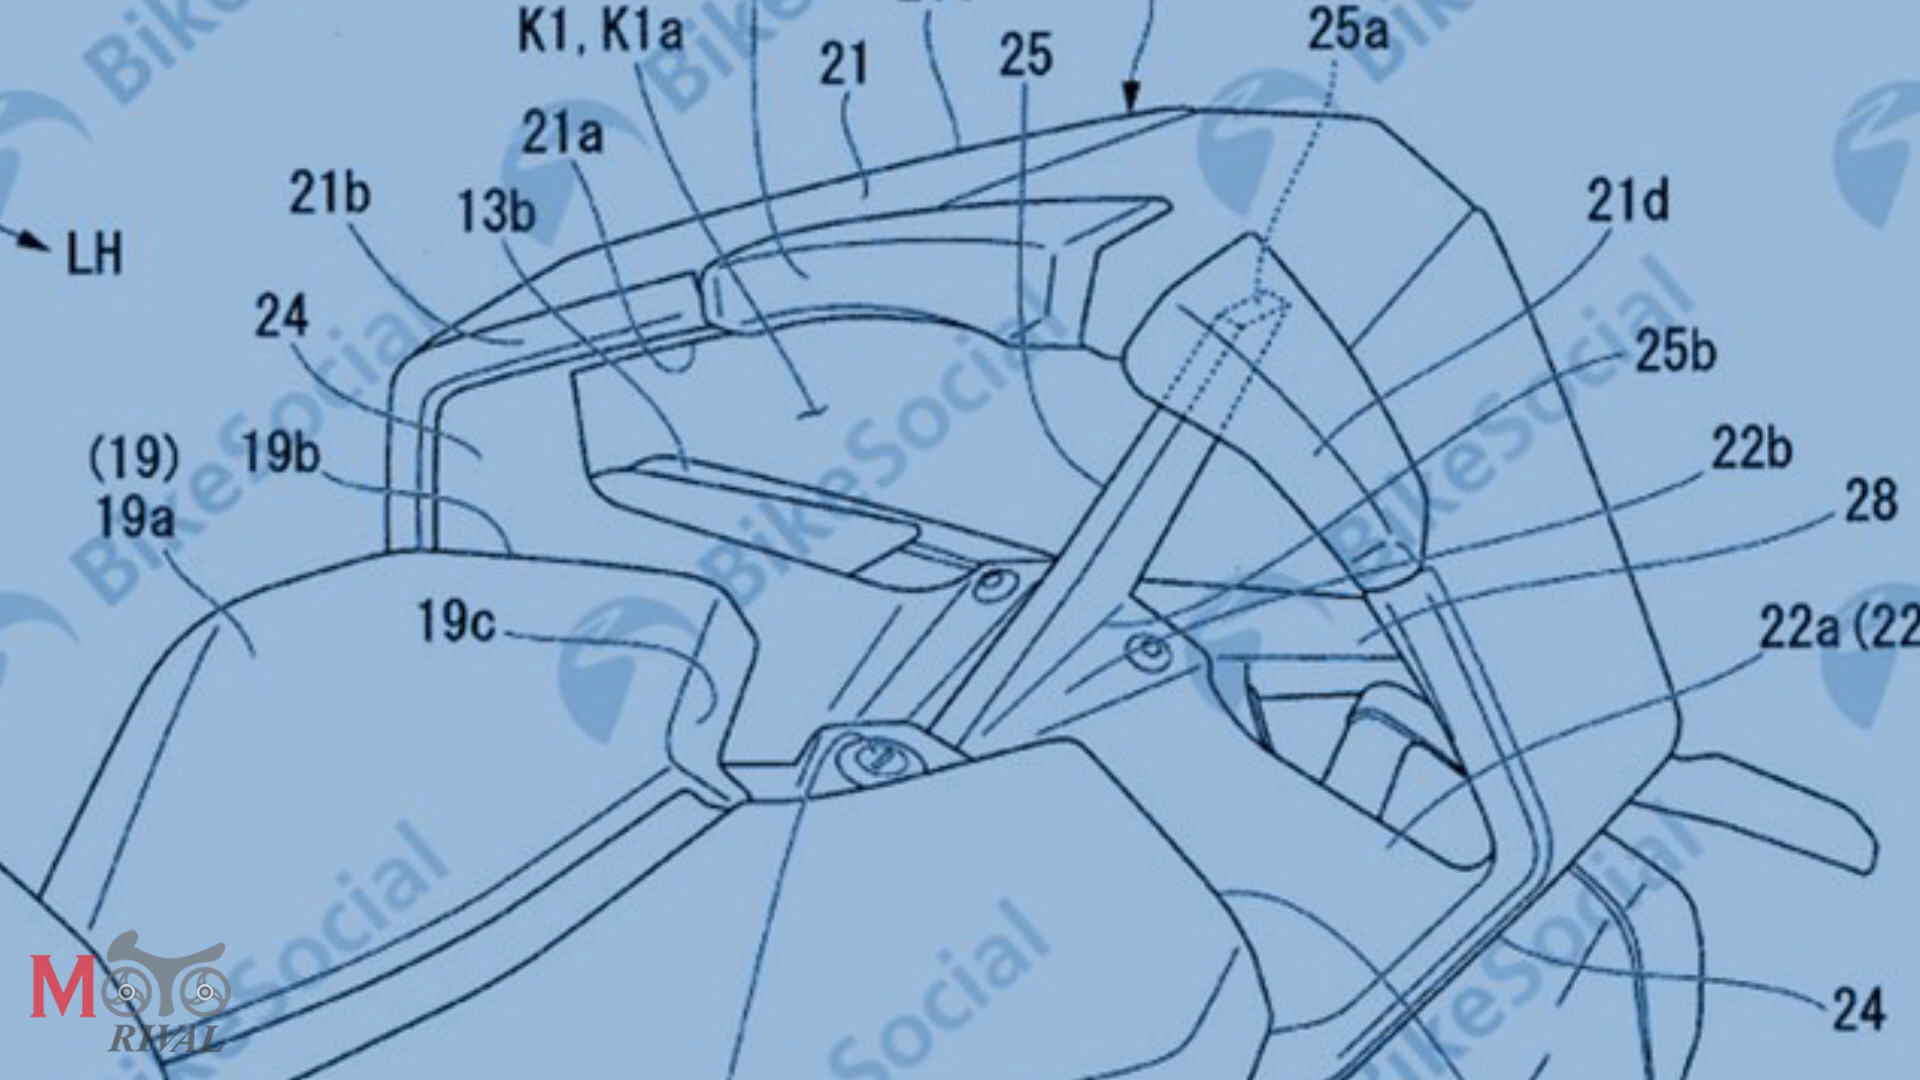 K1, K1a
25a
21
25
21a
21b
13b
21d
LH
24
25b
(19)
19a
19b
22b
28
19c
22a (22
24
BikeSocial
BikeSocial
BikeSocial
BikeSocial
BikeSocial
BikeSocial
Social
MOTO
RIVAL